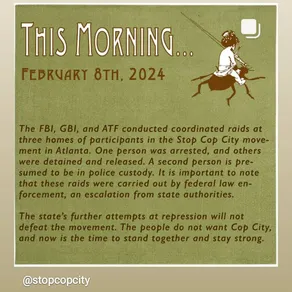 THIS MORNING...
FEBRUARY 8TH, 2024
The FBI, GBI, and ATF conducted coordinated raids at
three homes of participants in the Stop Cop City move-
ment in Atlanta. One person was arrested, and others
were detained and released. A second person is pre-
sumed to be in police custody. It is important to note
that these raids were carried out by federal law en-
forcement, an escalation from state authorities.
The state's further attempts at repression will not
defeat the movement. The people do not want Cop City,
and now is the time to stand together and stay strong.
@stopcopcity